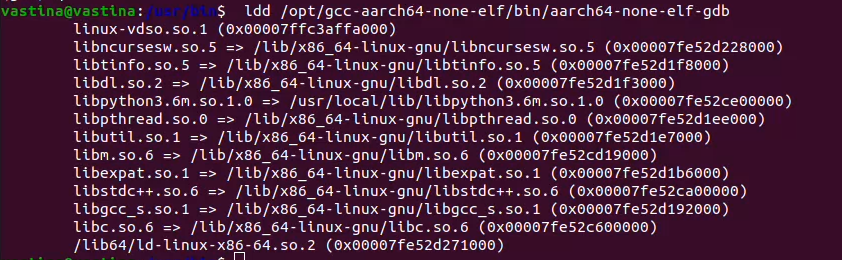 vastina@vastina:/usr/bin$  ldd /opt/gcc-aarch64-none-elf/bin/aarch64-none-elf-gdb
linux-vdso.so.1 (0x00007ffc3affa000)
libncursesw.so.5 => /lib/x86_64-linux-gnu/libncursesw.so.5 (0x00007fe52d228000)
libtinfo.so.5 => /lib/x86_64-linux-gnu/libtinfo.so.5 (0x00007fe52d1f8000)
libdl.so.2 => /lib/x86_64-linux-gnu/libdl.so.2 (0x00007fe52d1f3000)
libpython3.6m.so.1.0 => /usr/local/lib/libpython3.6m.so.1.0 (0x00007fe52ce00000)
libpthread.so.0 => /lib/x86_64-linux-gnu/libpthread.so.0 (0x00007fe52d1ee000)
libutil.so.1 => /lib/x86_64-linux-gnu/libutil.so.1 (0x00007fe52d1e7000)
libm.so.6 => /lib/x86_64-linux-gnu/libm.so.6 (0x00007fe52cd19000)
libexpat.so.1 => /lib/x86_64-linux-gnu/libexpat.so.1 (0x00007fe52d1b6000)
libstdc++.so.6 => /lib/x86_64-linux-gnu/libstdc++.so.6 (0x00007fe52ca00000)
libgcc_s.so.1 => /lib/x86_64-linux-gnu/libgcc_s.so.1 (0x00007fe52d192000)
libc.so.6 => /lib/x86_64-linux-gnu/libc.so.6 (0x00007fe52c600000)
/lib64/ld-linux-x86-64.so.2 (0x00007fe52d271000)